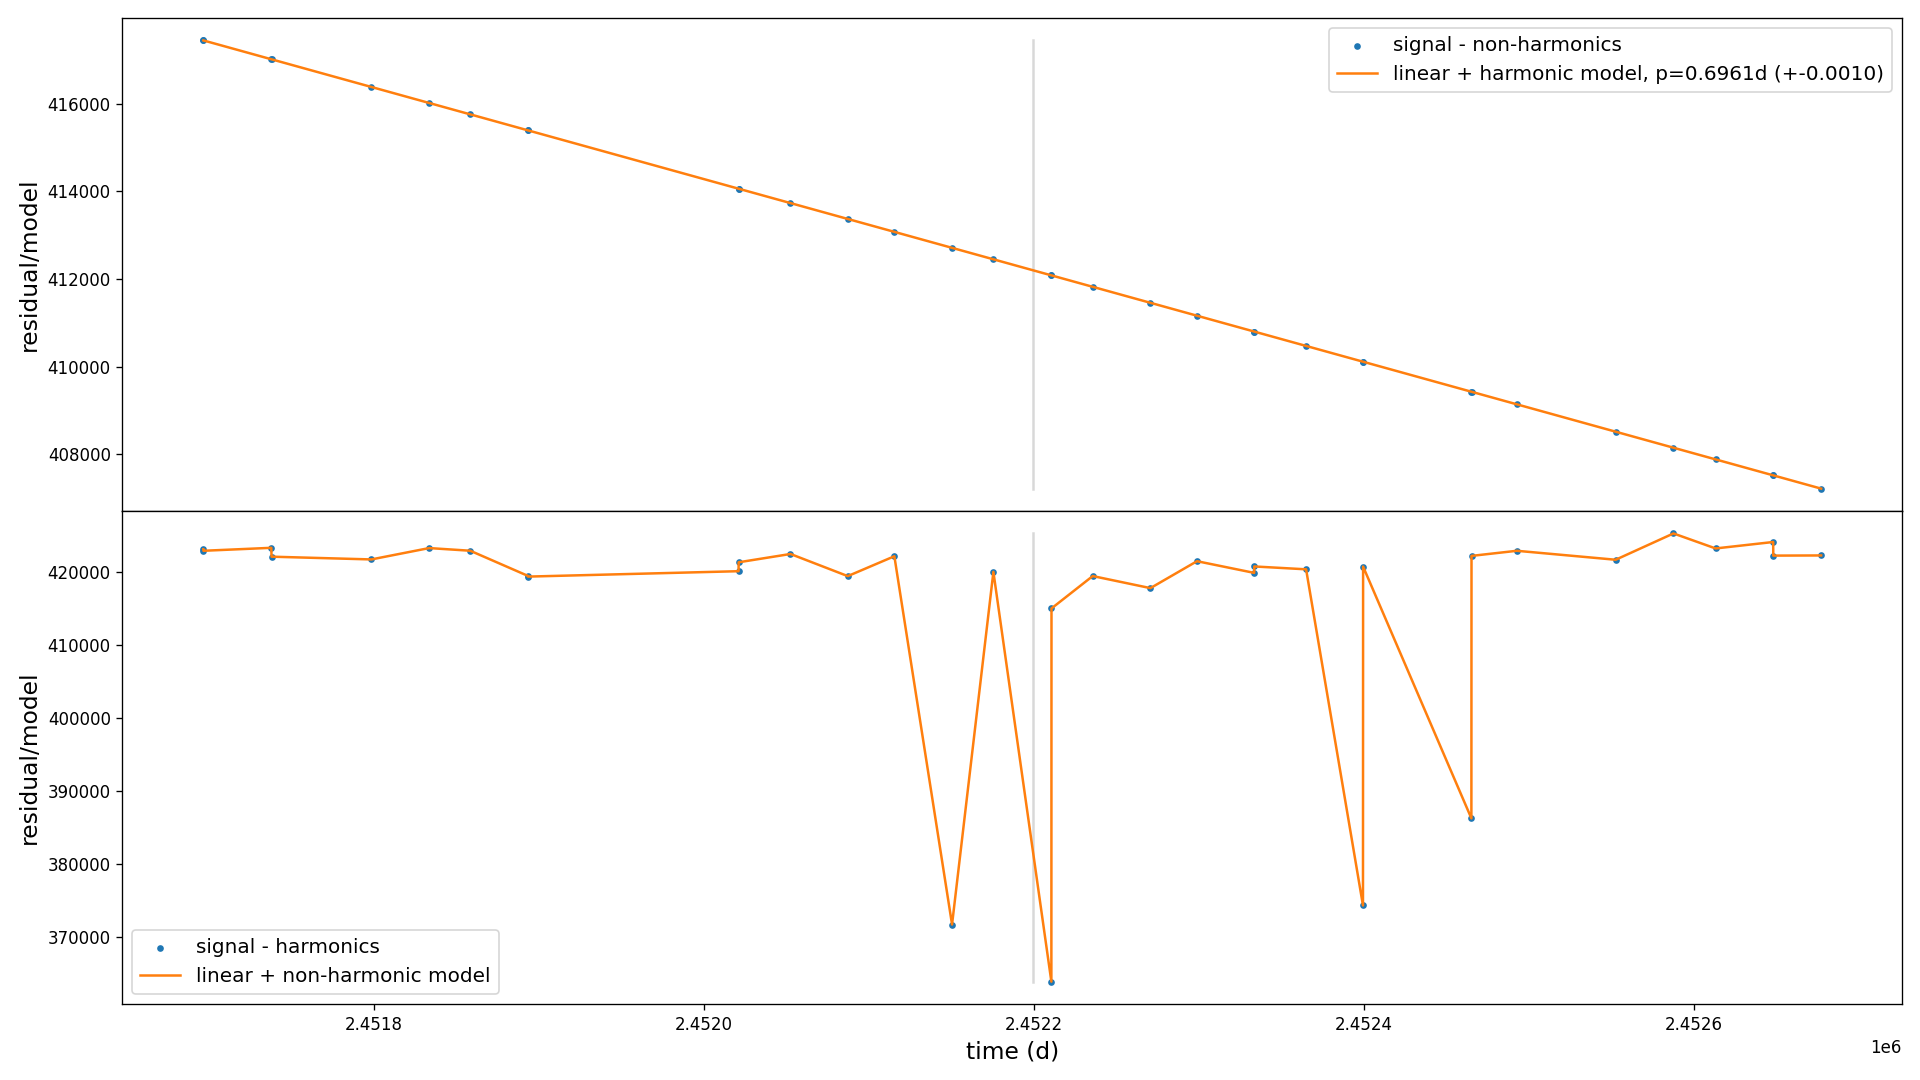 signal - non-harmonics
linear + harmonic model, p=0.6961d (+-0.0010)
416000
414000
412000
410000
408000
residual/model
420000
410000
400000
390000
380000
370000
residual/model
signal - harmonics
linear + non-harmonic model
2.4518
2.4520
2.4522
2.4524
2.4526
1e6
time (d)